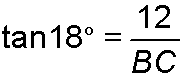 tan18° = 12/BC